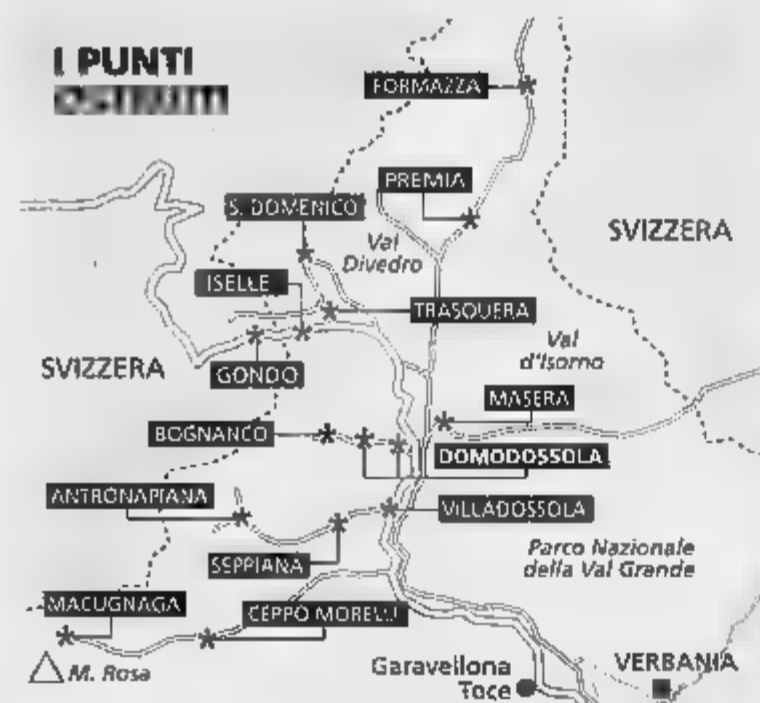 I PUNTI
FORMAZZA
PREMIA
S. DOMENICO
SVIZZERA
Val
Divedro
ISELLE
TRASQUERA
Val
d'Isorno
SVIZZERA
GONDO
MASERA
BOGNANCO
DOMODOSSOLA
ANTRONAPIANA
VILLADOSSOLA
SEPPIANA
Parco Nazionale
della Val Grande
MACUGNAGA
CEPPO MORELLI
M. Rosa
Garavellona
Toce
VERBANIA